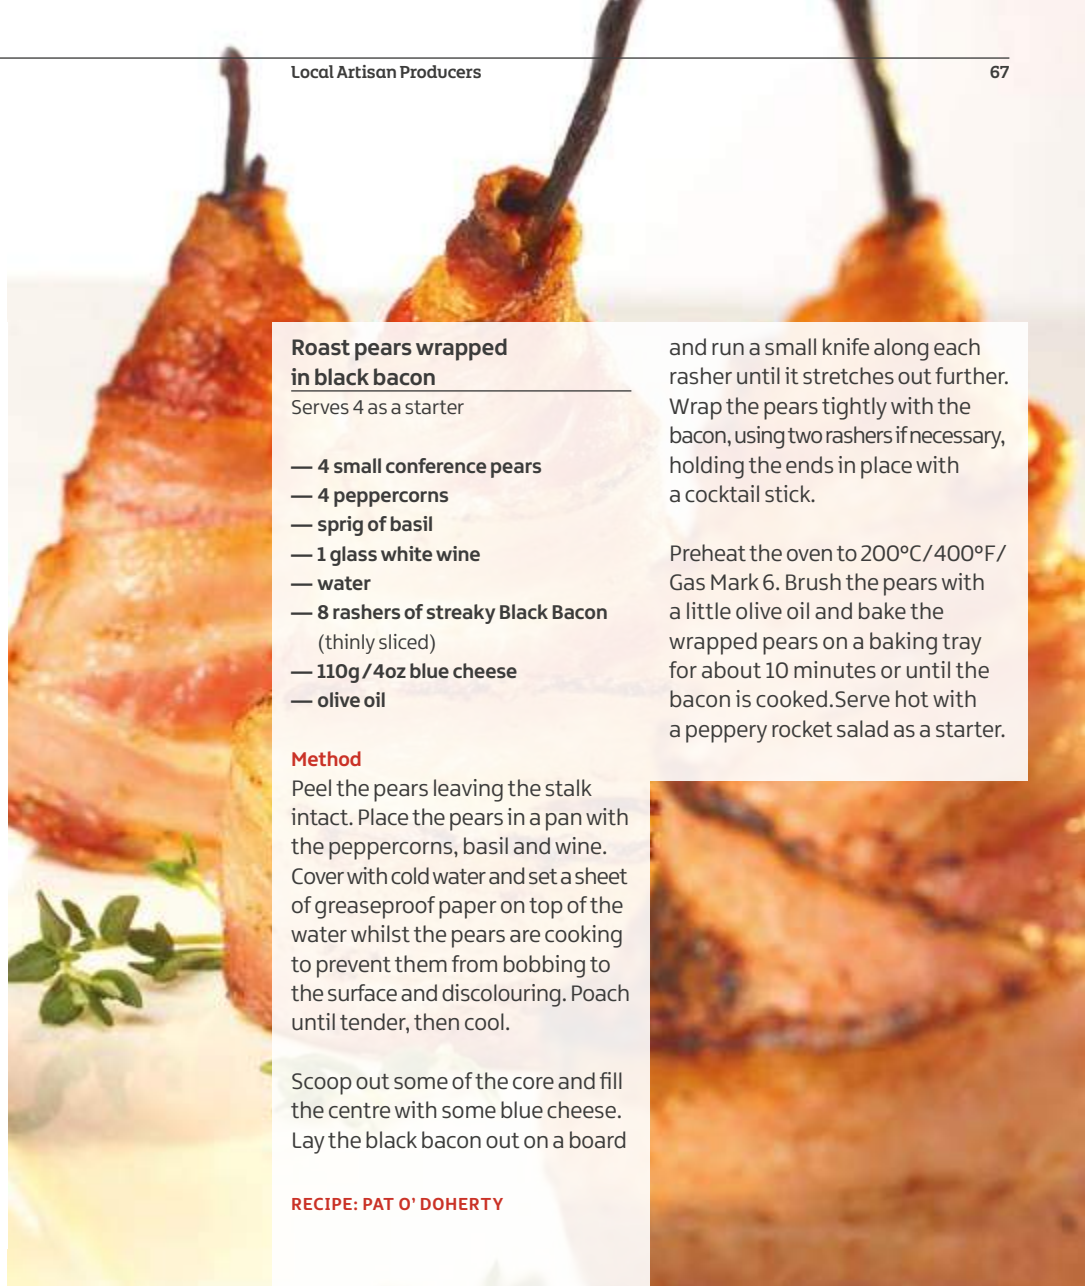 Local Artisan Producers
67
Roast pears wrapped
in black bacon
Serves 4 as a starter
— 4 small conference pears
— 4 peppercorns
— sprig of basil
— 1 glass white wine
— water
— 8 rashers of streaky Black Bacon
(thinly sliced)
— 110g/4oz blue cheese
— olive oil
Method
Peel the pears leaving the stalk
intact. Place the pears in a pan with
the peppercorns, basil and wine.
Cover with cold water and set a sheet
of greaseproof paper on top of the
water whilst the pears are cooking
to prevent them from bobbing to
the surface and discolouring. Poach
until tender, then cool.
Scoop out some of the core and fill
the centre with some blue cheese.
Lay the black bacon out on a board
and run a small knife along each
rasher until it stretches out further.
Wrap the pears tightly with the
bacon, using two rashers if necessary,
holding the ends in place with
a cocktail stick.
Preheat the oven to 200ºC/400ºF/
Gas Mark 6. Brush the pears with
a little olive oil and bake the
wrapped pears on a baking tray
for about 10 minutes or until the
bacon is cooked.Serve hot with
a peppery rocket salad as a starter.
RECIPE: PAT O' DOHERTY